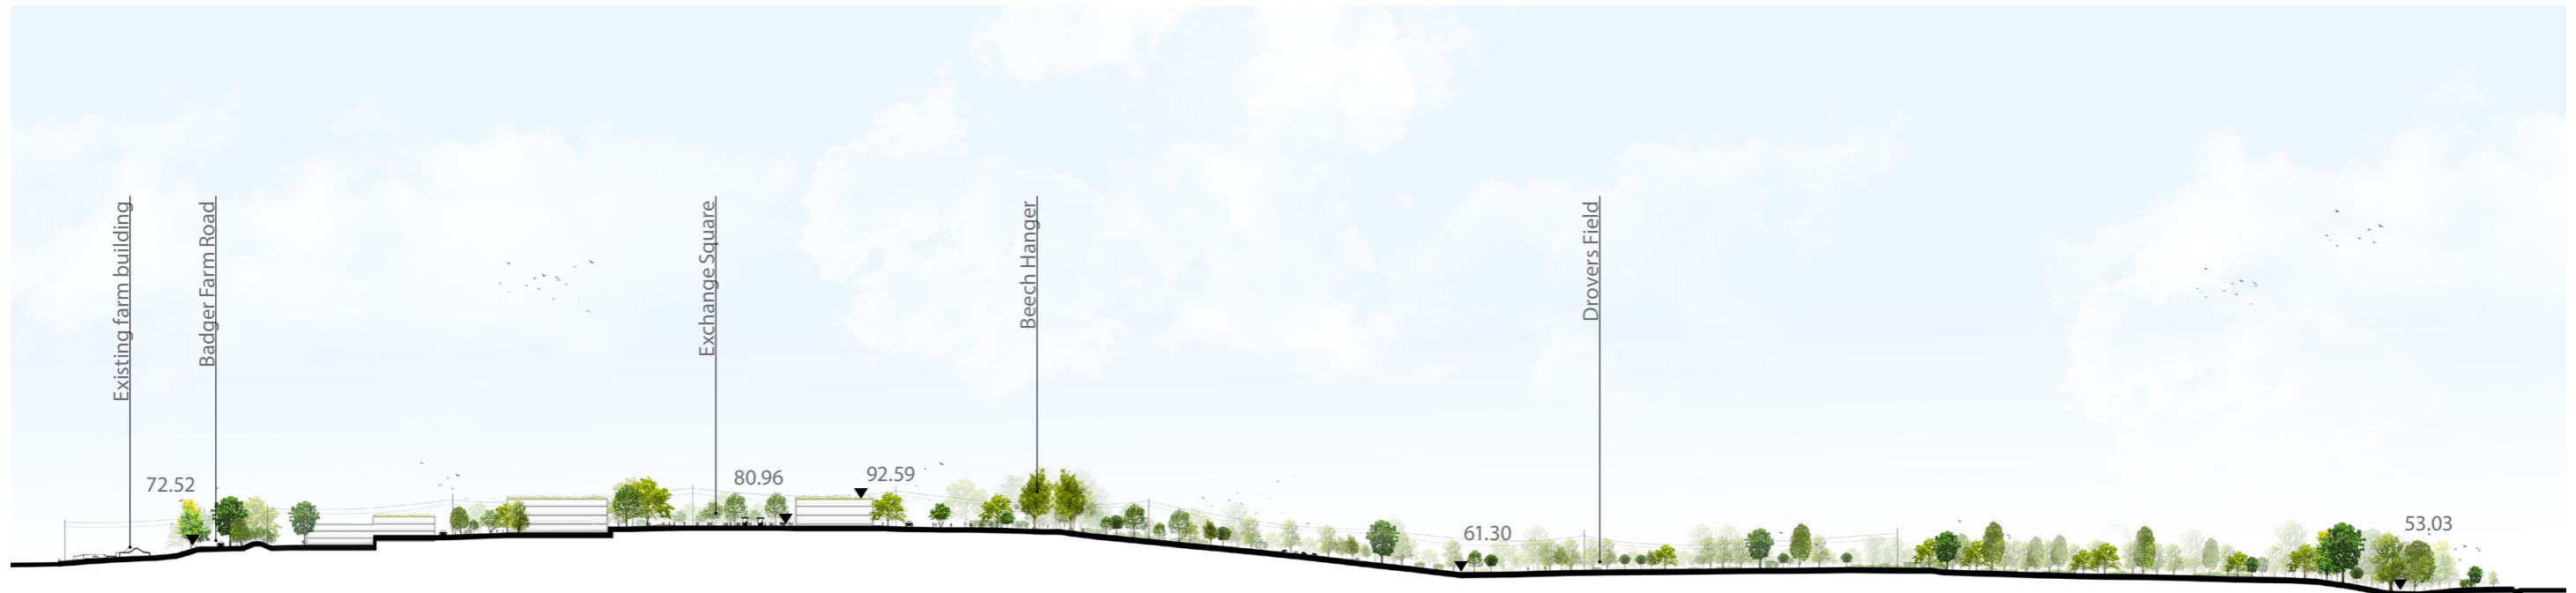 Existing farm building
Badger Farm Road
Exchange Square
Beech Hanger
Drovers Field
72.52
80.96
92.59
61.30
53.03